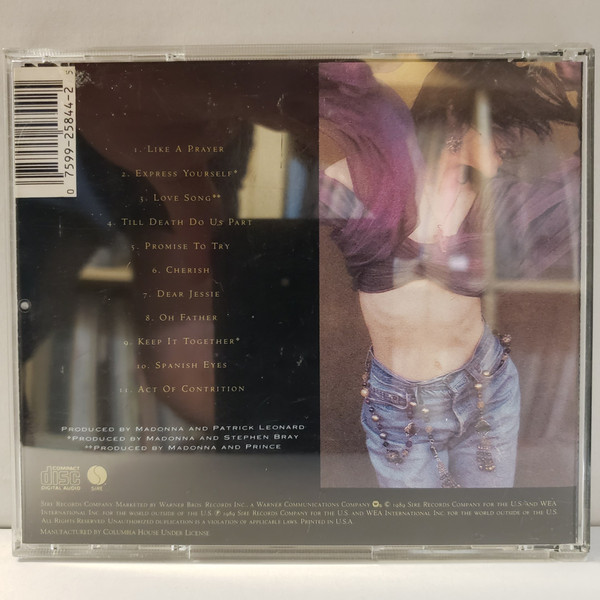 0 7599-25844-2 5
1. Like A Prayer
2. Express Yourself*
3. Love Song**
4. Till Death Do Us Part
5. Promise To Try
6. Cherish
7. Dear Jessie
8. Oh Father
9. Keep It Together*
10. Spanish Eyes
11. Act Of Contrition
Produced by Madonna and Patrick Leonard
*Produced by Madonna and Stephen Bray
**Produced by Madonna and Prince
COMPACT
disc
DIGITAL AUDIO
SIRE
Sire Records Company Marketed by Warner Bros. Records Inc., a Warner Communications Company © 1989 Sire Records Company for the U.S. and WEA
International Inc. for the world outside of the U.S. ℗ 1989 Sire Records Company for the U.S. and WEA International Inc. for the world outside of the U.S.
All Rights Reserved. Unauthorized duplication is a violation of applicable laws. Printed in U.S.A.
Manufactured by Columbia House Under License